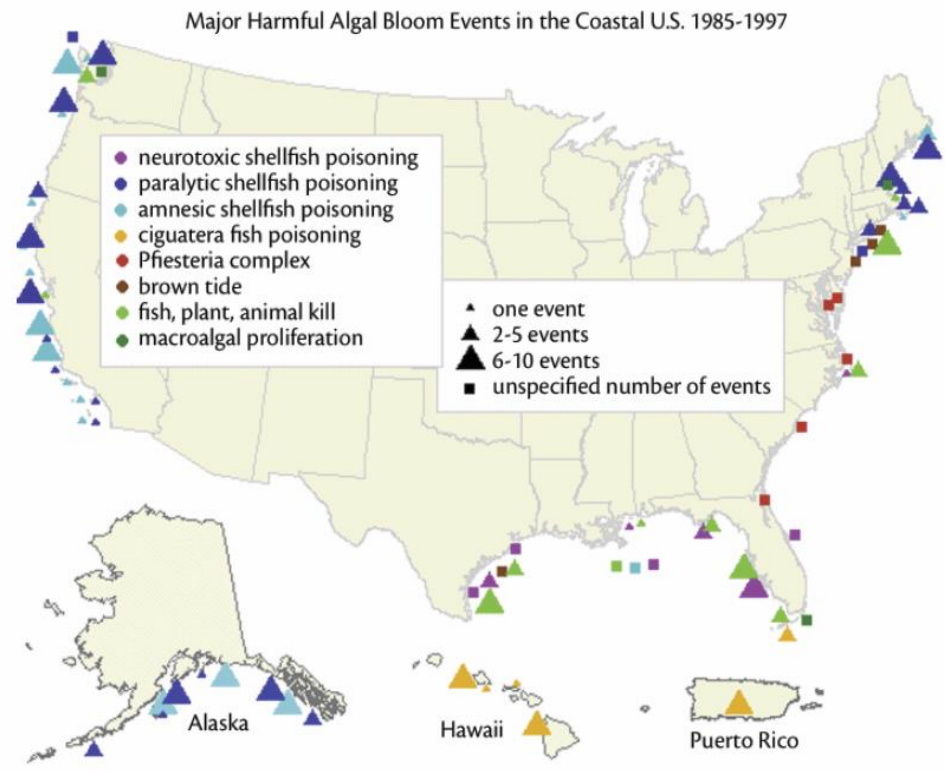 Major Harmful Algal Bloom Events in the Coastal U.S. 1985-1997
neurotoxic shellfish poisoning
paralytic shellfish poisoning
amnesic shellfish poisoning
ciguatera fish poisoning
Pfiesteria complex
brown tide
fish, plant, animal kill
macroalgal proliferation
one event
2-5 events
6-10 events
unspecified number of events
Alaska
Hawaii
Puerto Rico